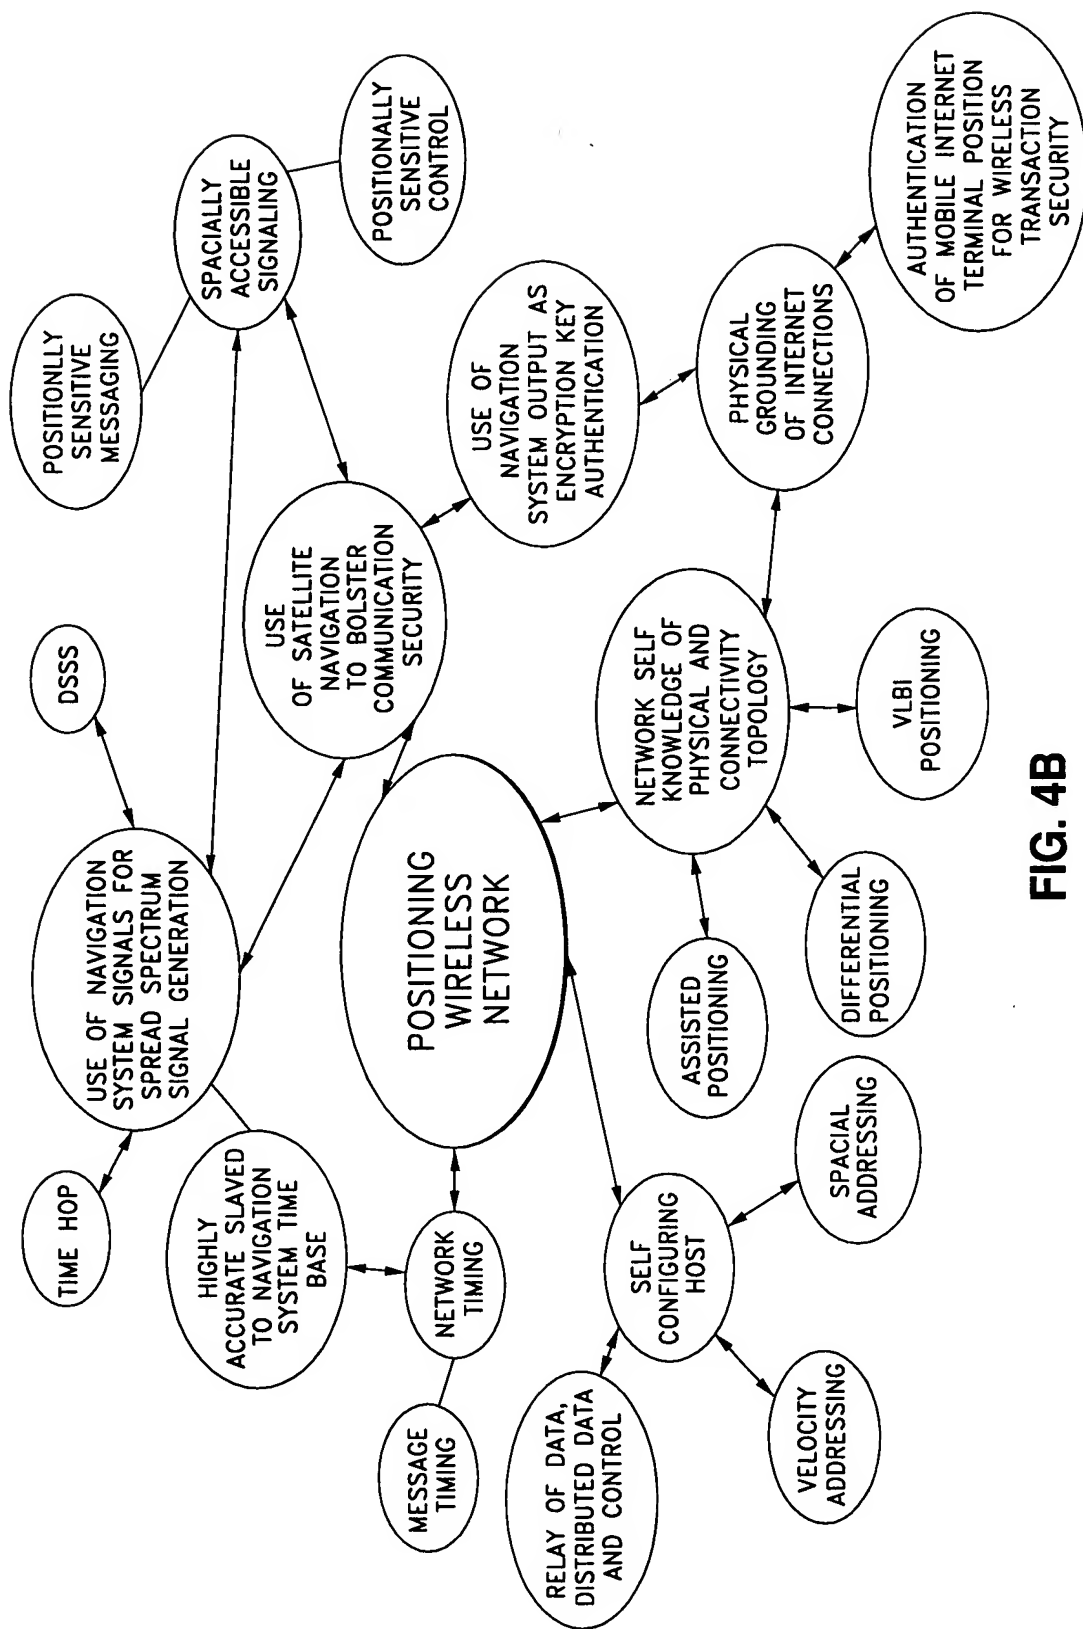 POSITIONLY
SENSITIVE
MESSAGING
SPACIALLY
ACCESSIBLE
SIGNALING
POSITIONALLY
SENSITIVE
CONTROL
DSSS
USE
OF SATELLITE
NAVIGATION
TO BOLSTER
COMMUNICATION
SECURITY
USE OF
NAVIGATION
SYSTEM OUTPUT AS
ENCRYPTION KEY
AUTHENTICATION
PHYSICAL
GROUNDING
OF INTERNET
CONNECTIONS
AUTHENTICATION
OF MOBILE INTERNET
TERMINAL POSITION
FOR WIRELESS
TRANSACTION
SECURITY
USE OF NAVIGATION
SYSTEM SIGNALS FOR
SPREAD SPECTRUM
SIGNAL GENERATION
TIME HOP
HIGHLY
ACCURATE SLAVED
TO NAVIGATION
SYSTEM TIME
BASE
POSITIONING
WIRELESS
NETWORK
NETWORK SELF
KNOWLEDGE OF
PHYSICAL AND
CONNECTIVITY
TOPOLOGY
VLBI
POSITIONING
DIFFERENTIAL
POSITIONING
ASSISTED
POSITIONING
NETWORK
TIMING
MESSAGE
TIMING
SELF
CONFIGURING
HOST
SPACIAL
ADDRESSING
VELOCITY
ADDRESSING
RELAY OF DATA,
DISTRIBUTED DATA
AND CONTROL
FIG. 4B